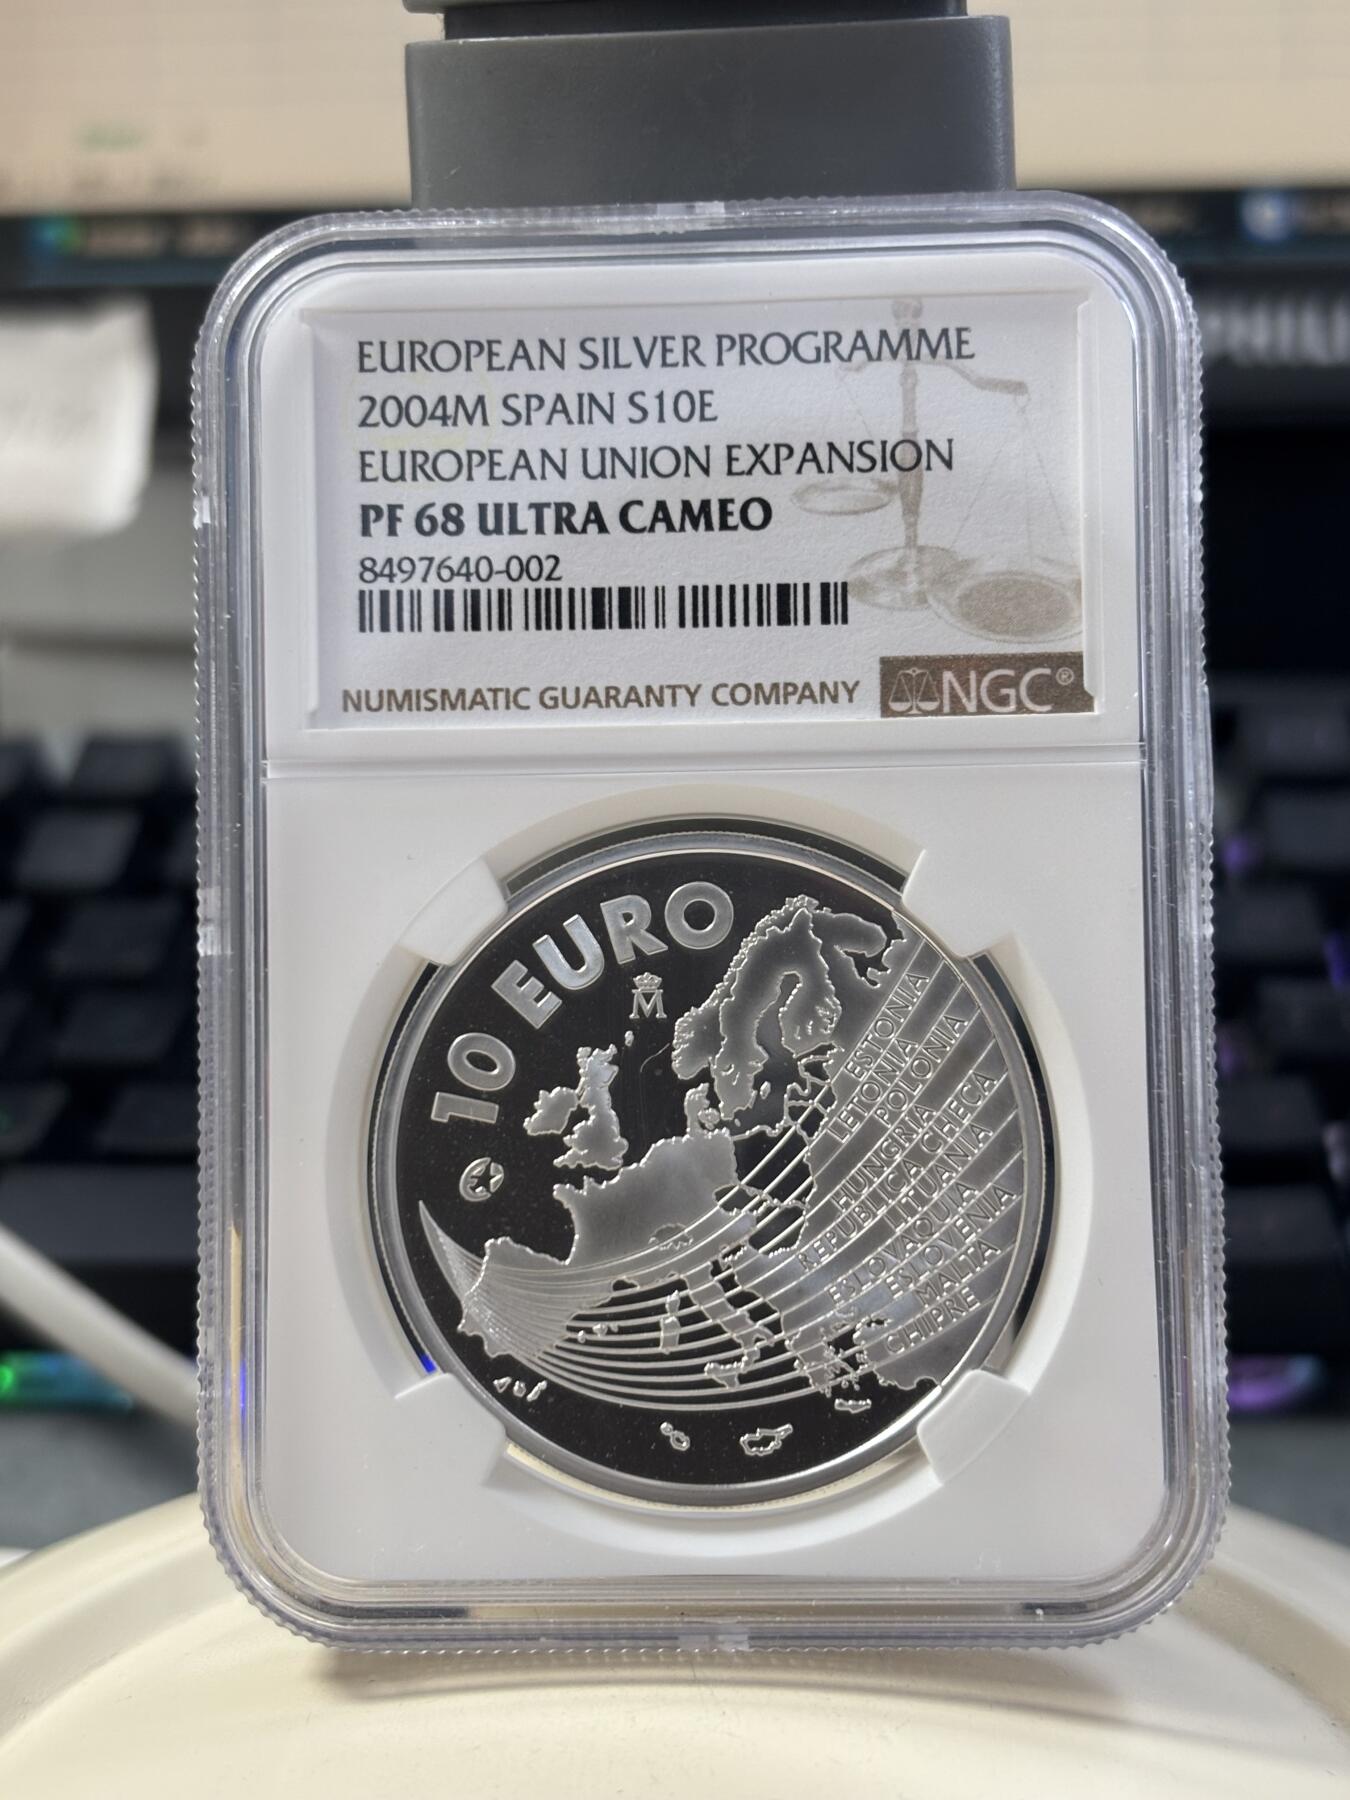 EUROPEAN SILVER PROGRAMME
2004M SPAIN S10E
EUROPEAN UNION EXPANSION
PF 68 ULTRA CAMEO
8497640-002
NUMISMATIC GUARANTY COMPANY NGC®
10 EURO
M
ESTONIA
LETONIA
POLONIA
HUNGRIA
REPUBLICA CHECA
LITUANIA
ESLOVAQUIA
ESLOVENIA
MALTA
CHIPRE